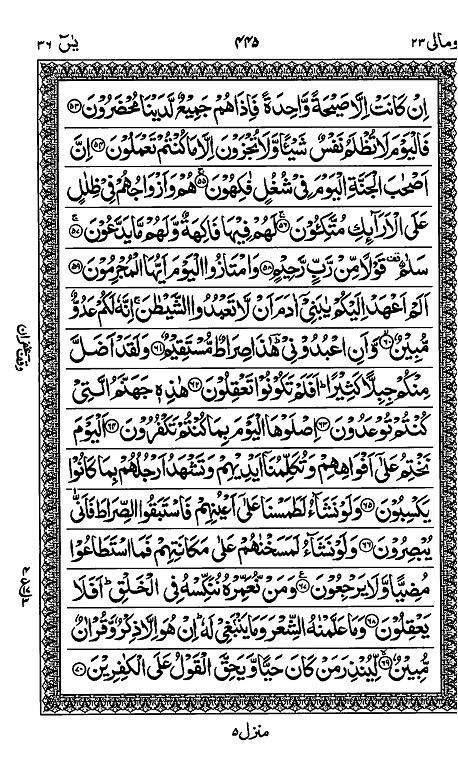 ومالی ۲۳ ۴۴۵ یٰسٓ ۳۶
اِنْ كَانَتْ اِلَّا صَيْحَةً وَّاحِدَةً فَاِذَا هُمْ جَمِيْعٌ لَّدَيْنَا مُحْضَرُوْنَ ۝۵۳
فَالْيَوْمَ لَا تُظْلَمُ نَفْسٌ شَيْئًا وَّلَا تُجْزَوْنَ اِلَّا مَا كُنْتُمْ تَعْمَلُوْنَ ۝۵۴ اِنَّ
اَصْحٰبَ الْجَنَّةِ الْيَوْمَ فِيْ شُغُلٍ فٰكِهُوْنَ ۝۵۵ هُمْ وَاَزْوَاجُهُمْ فِيْ ظِلٰلٍ
عَلَى الْاَرَآئِكِ مُتَّكِـُٔوْنَ ۝۵۶ لَهُمْ فِيْهَا فَاكِهَةٌ وَّلَهُمْ مَّا يَدَّعُوْنَ ۝۵۷
سَلٰمٌ قَوْلًا مِّنْ رَّبٍّ رَّحِيْمٍ ۝۵۸ وَامْتَازُوا الْيَوْمَ اَيُّهَا الْمُجْرِمُوْنَ ۝۵۹
اَلَمْ اَعْهَدْ اِلَيْكُمْ يٰبَنِيْٓ اٰدَمَ اَنْ لَّا تَعْبُدُوا الشَّيْطٰنَ اِنَّهٗ لَكُمْ عَدُوٌّ
مُّبِيْنٌ ۝۶۰ وَّاَنِ اعْبُدُوْنِيْ هٰذَا صِرَاطٌ مُّسْتَقِيْمٌ ۝۶۱ وَلَقَدْ اَضَلَّ
مِنْكُمْ جِبِلًّا كَثِيْرًا اَفَلَمْ تَكُوْنُوْا تَعْقِلُوْنَ ۝۶۲ هٰذِهٖ جَهَنَّمُ الَّتِيْ
كُنْتُمْ تُوْعَدُوْنَ ۝۶۳ اِصْلَوْهَا الْيَوْمَ بِمَا كُنْتُمْ تَكْفُرُوْنَ ۝۶۴ اَلْيَوْمَ
نَخْتِمُ عَلٰٓى اَفْوَاهِهِمْ وَتُكَلِّمُنَآ اَيْدِيْهِمْ وَتَشْهَدُ اَرْجُلُهُمْ بِمَا كَانُوْا
يَكْسِبُوْنَ ۝۶۵ وَلَوْ نَشَآءُ لَطَمَسْنَا عَلٰٓى اَعْيُنِهِمْ فَاسْتَبَقُوا الصِّرَاطَ فَاَنّٰى
يُبْصِرُوْنَ ۝۶۶ وَلَوْ نَشَآءُ لَمَسَخْنٰهُمْ عَلٰى مَكَانَتِهِمْ فَمَا اسْتَطَاعُوْا
مُضِيًّا وَّلَا يَرْجِعُوْنَ ۝۶۷ وَمَنْ نُّعَمِّرْهُ نُنَكِّسْهُ فِي الْخَلْقِ اَفَلَا
يَعْقِلُوْنَ ۝۶۸ وَمَا عَلَّمْنٰهُ الشِّعْرَ وَمَا يَنْۢبَغِيْ لَهٗ اِنْ هُوَ اِلَّا ذِكْرٌ وَّقُرْاٰنٌ
مُّبِيْنٌ ۝۶۹ لِّيُنْذِرَ مَنْ كَانَ حَيًّا وَّيَحِقَّ الْقَوْلُ عَلَى الْكٰفِرِيْنَ ۝۷۰
منزل ۵